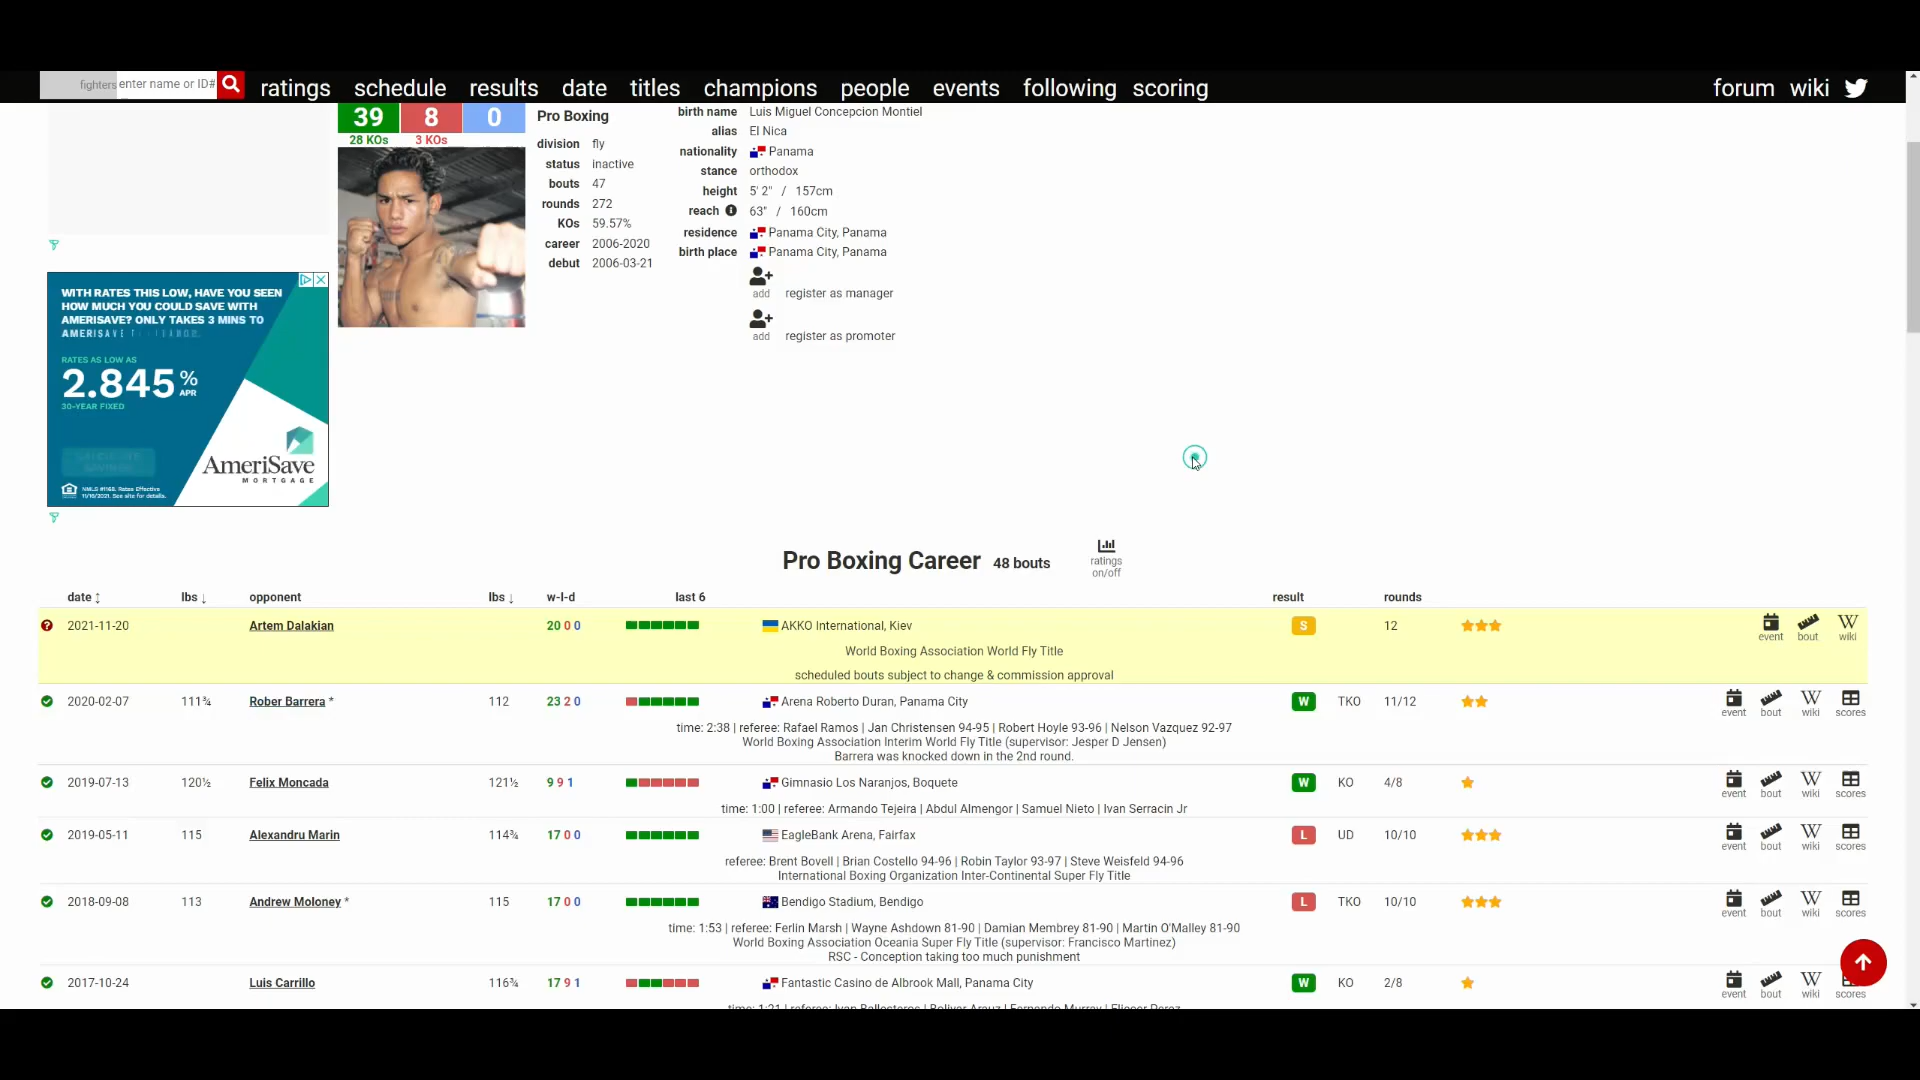 fighters enter name or ID# ratings schedule results date titles champions people events following scoring forum wiki
39 8 0
28 KOs 3 KOs
Pro Boxing
division fly
status inactive
bouts 47
rounds 272
KOs 59.57%
career 2006-2020
debut 2006-03-21
birth name Luis Miguel Concepcion Montiel
alias El Nica
nationality Panama
stance orthodox
height 5' 2" / 157cm
reach 63" / 160cm
residence Panama City, Panama
birth place Panama City, Panama
add register as manager
add register as promoter
WITH RATES THIS LOW, HAVE YOU SEEN
HOW MUCH YOU COULD SAVE WITH
AMERISAVE? ONLY TAKES 3 MINS TO
AMERISAVE
RATES AS LOW AS
2.845% APR
30-YEAR FIXED
AmeriSave
MORTGAGE
NMLS #1168. Rates Effective
11/16/2021. See site for details.
Pro Boxing Career 48 bouts
ratings
on/off
date lbs ↓ opponent lbs ↓ w-l-d last 6 result rounds
2021-11-20 Artem Dalakian 20 0 0 AKKO International, Kiev S 12 event bout wiki
World Boxing Association World Fly Title
scheduled bouts subject to change & commission approval
2020-02-07 111¾ Rober Barrera * 112 23 2 0 Arena Roberto Duran, Panama City W TKO 11/12 event bout wiki scores
time: 2:38 | referee: Rafael Ramos | Jan Christensen 94-95 | Robert Hoyle 93-96 | Nelson Vazquez 92-97
World Boxing Association Interim World Fly Title (supervisor: Jesper D Jensen)
Barrera was knocked down in the 2nd round.
2019-07-13 120½ Felix Moncada 121½ 9 9 1 Gimnasio Los Naranjos, Boquete W KO 4/8 event bout wiki scores
time: 1:00 | referee: Armando Tejeira | Abdul Almengor | Samuel Nieto | Ivan Serracin Jr
2019-05-11 115 Alexandru Marin 114¾ 17 0 0 EagleBank Arena, Fairfax L UD 10/10 event bout wiki scores
referee: Brent Bovell | Brian Costello 94-96 | Robin Taylor 93-97 | Steve Weisfeld 94-96
International Boxing Organization Inter-Continental Super Fly Title
2018-09-08 113 Andrew Moloney * 115 17 0 0 Bendigo Stadium, Bendigo L TKO 10/10 event bout wiki scores
time: 1:53 | referee: Ferlin Marsh | Wayne Ashdown 81-90 | Damian Membrey 81-90 | Martin O'Malley 81-90
World Boxing Association Oceania Super Fly Title (supervisor: Francisco Martinez)
RSC - Conception taking too much punishment
2017-10-24 Luis Carrillo 116¾ 17 9 1 Fantastic Casino de Albrook Mall, Panama City W KO 2/8 event bout wiki scores